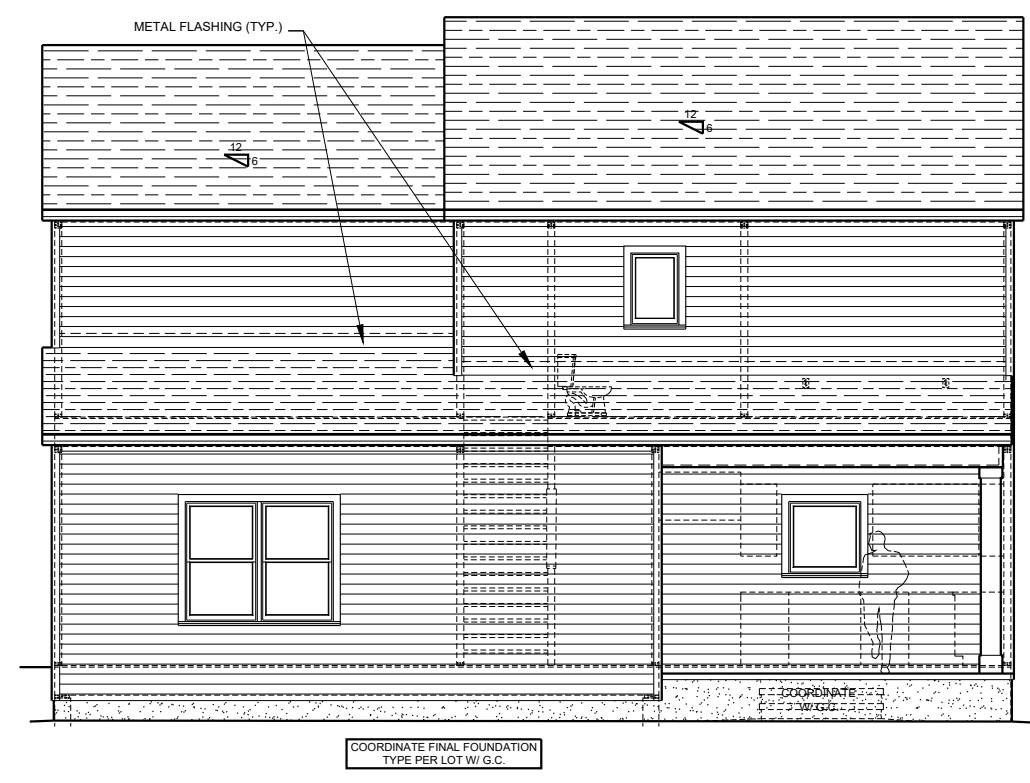 METAL FLASHING (TYP.)
12
6
12
6
COORDINATE
W/ G.C.
COORDINATE FINAL FOUNDATION
TYPE PER LOT W/ G.C.